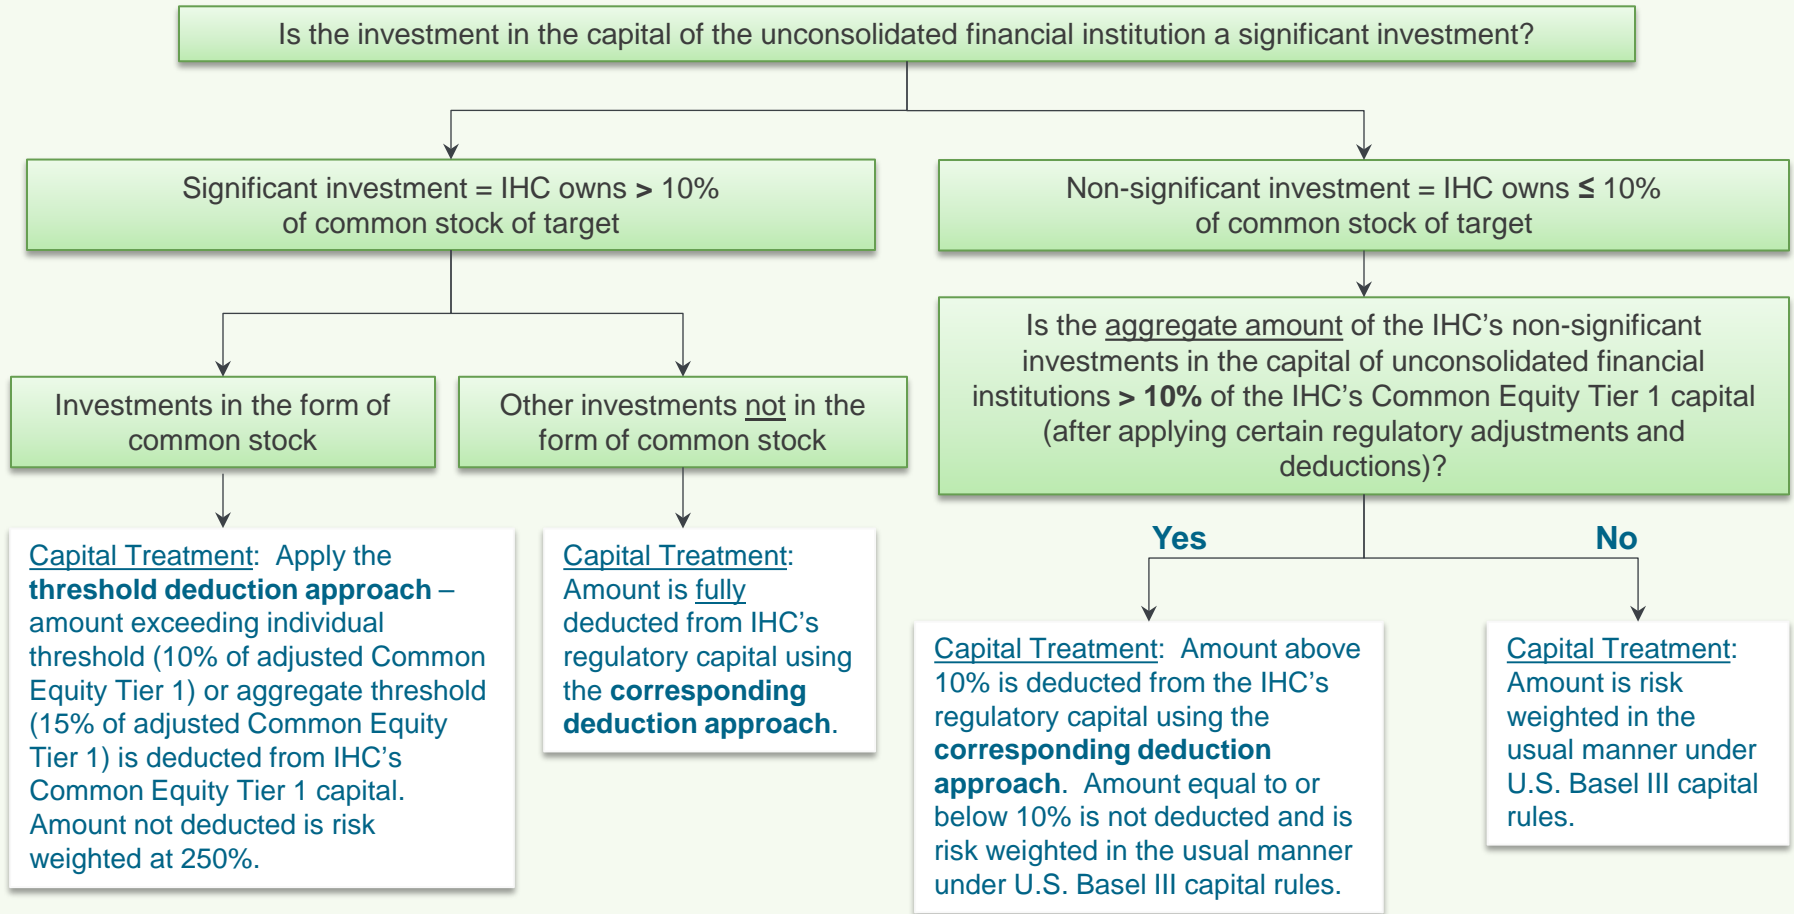 Is the investment in the capital of the unconsolidated financial institution a significant investment?
Significant investment = IHC owns > 10%
of common stock of target
Non-significant investment = IHC owns ≤ 10%
of common stock of target
Investments in the form of
common stock
Other investments not in the
form of common stock
Is the aggregate amount of the IHC’s non-significant
investments in the capital of unconsolidated financial
institutions > 10% of the IHC’s Common Equity Tier 1 capital
(after applying certain regulatory adjustments and
deductions)?
Yes
No
Capital Treatment: Apply the
threshold deduction approach –
amount exceeding individual
threshold (10% of adjusted Common
Equity Tier 1) or aggregate threshold
(15% of adjusted Common Equity
Tier 1) is deducted from IHC’s
Common Equity Tier 1 capital.
Amount not deducted is risk
weighted at 250%.
Capital Treatment:
Amount is fully
deducted from IHC’s
regulatory capital using
the corresponding
deduction approach.
Capital Treatment: Amount above
10% is deducted from the IHC’s
regulatory capital using the
corresponding deduction
approach. Amount equal to or
below 10% is not deducted and is
risk weighted in the usual manner
under U.S. Basel III capital rules.
Capital Treatment:
Amount is risk
weighted in the
usual manner under
U.S. Basel III capital
rules.